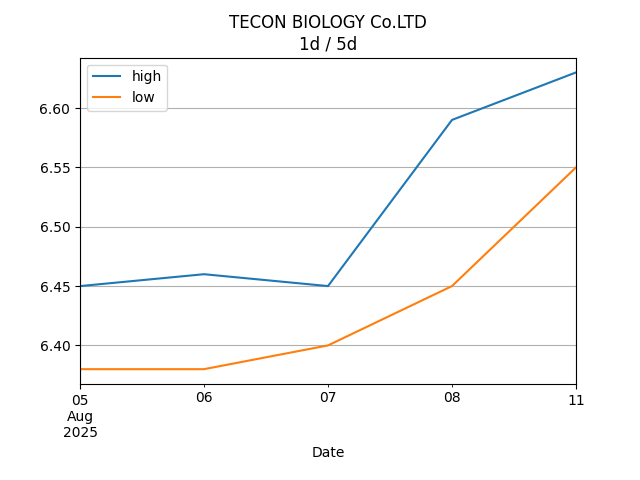 TECON BIOLOGY Co.LTD
1d / 5d
high
low
6.60
6.55
6.50
6.45
6.40
05 06 07 08 11
Aug
2025
Date